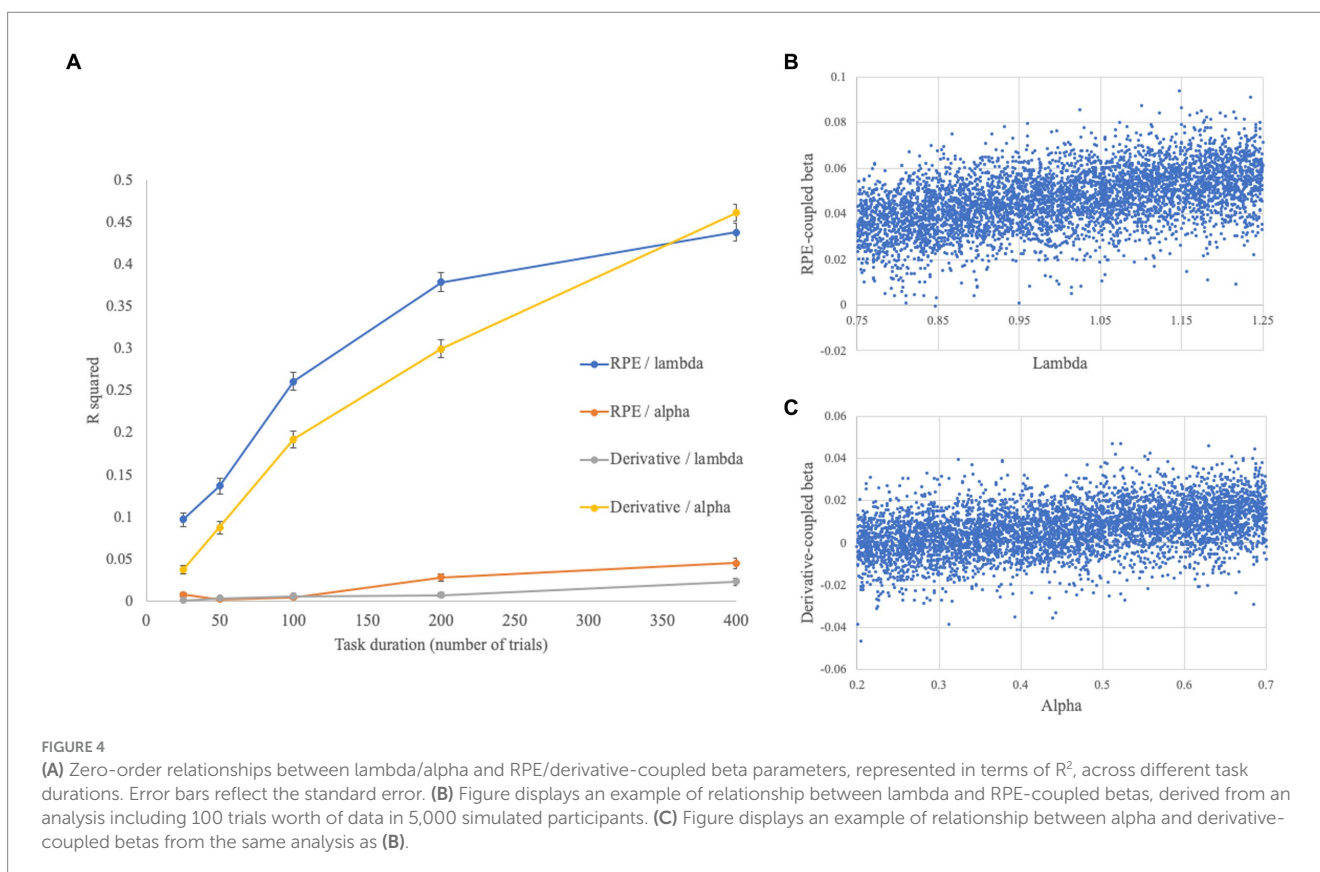 A
0.5
0.45
0.4
0.35
0.3
0.25
0.2
0.15
0.1
0.05
0
R squared
0 50 100 150 200 250 300 350 400
Task duration (number of trials)
RPE / lambda
RPE / alpha
Derivative / lambda
Derivative / alpha
B
0.1
0.08
0.06
0.04
0.02
0
-0.02
RPE-coupled beta
0.75 0.85 0.95 1.05 1.15 1.25
Lambda
C
0.06
0.04
0.02
0
-0.02
-0.04
-0.06
Derivative-coupled beta
0.2 0.3 0.4 0.5 0.6 0.7
Alpha
FIGURE 4
(A) Zero-order relationships between lambda/alpha and RPE/derivative-coupled beta parameters, represented in terms of R², across different task
durations. Error bars reflect the standard error. (B) Figure displays an example of relationship between lambda and RPE-coupled betas, derived from an
analysis including 100 trials worth of data in 5,000 simulated participants. (C) Figure displays an example of relationship between alpha and derivative-
coupled betas from the same analysis as (B).